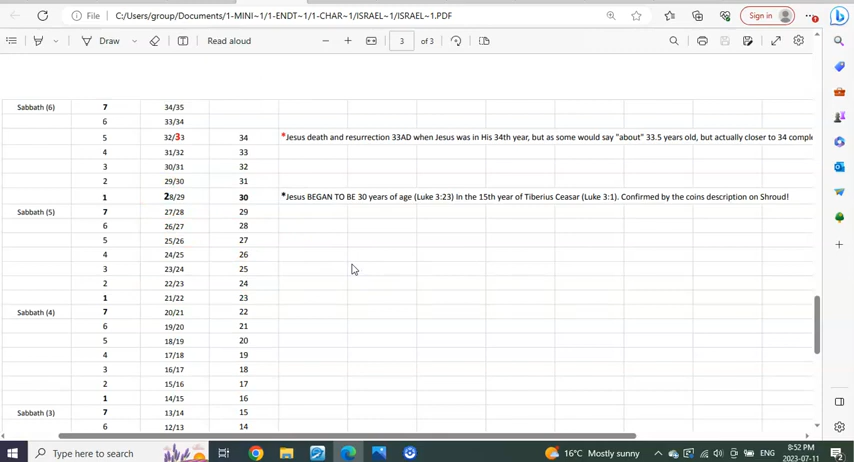 File C:/Users/group/Documents/1-MINI~1/1-ENDT~1/1-CHAR~1/ISRAEL~1/ISRAEL~1.PDF Sign in
Draw Read aloud 3 of 3
Sabbath (6) 7 34/35
6 33/34
5 32/33 34 *Jesus death and resurrection 33AD when Jesus was in His 34th year, but as some would say "about" 33.5 years old, but actually closer to 34 comple
4 31/32 33
3 30/31 32
2 29/30 31
1 28/29 30 *Jesus BEGAN TO BE 30 years of age (Luke 3:23) In the 15th year of Tiberius Ceasar (Luke 3:1). Confirmed by the coins description on Shroud!
Sabbath (5) 7 27/28 29
6 26/27 28
5 25/26 27
4 24/25 26
3 23/24 25
2 22/23 24
1 21/22 23
Sabbath (4) 7 20/21 22
6 19/20 21
5 18/19 20
4 17/18 19
3 16/17 18
2 15/16 17
1 14/15 16
Sabbath (3) 7 13/14 15
6 12/13 14
Type here to search 16°C Mostly sunny ENG 8:52 PM
2023-07-11 2